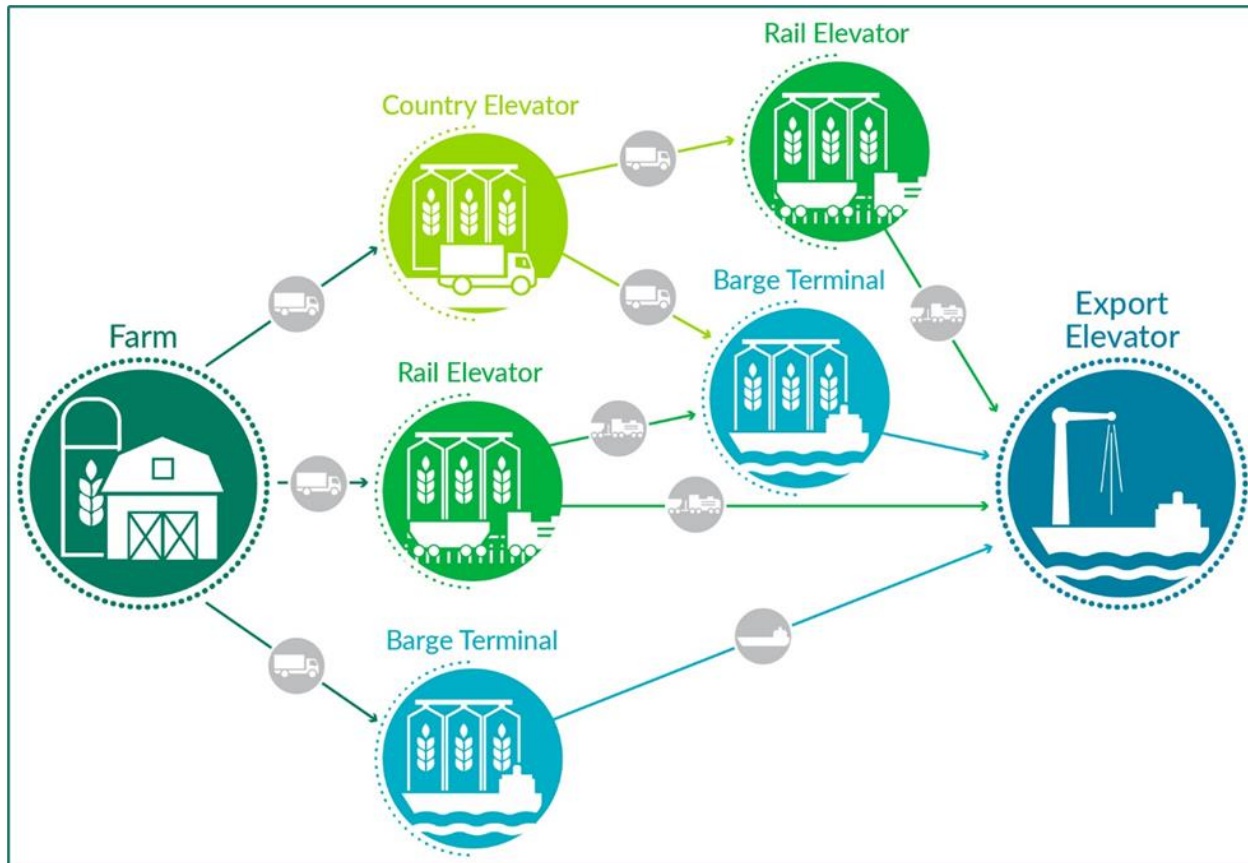 Rail Elevator
Country Elevator
Barge Terminal
Export
Elevator
Farm
Rail Elevator
Barge Terminal